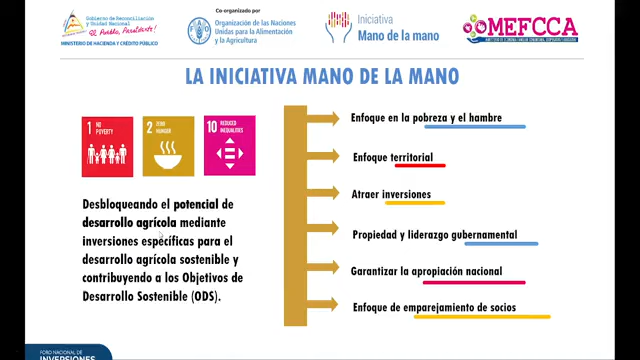 Gobierno de Reconciliación
y Unidad Nacional
El Pueblo, Presidente!
MINISTERIO DE HACIENDA Y CRÉDITO PÚBLICO
Co-organizado por
FAO
Organización de las Naciones
Unidas para la Alimentación
y la Agricultura
Iniciativa
Mano de la mano
MEFCCA
LA INICIATIVA MANO DE LA MANO
1 NO POVERTY
2 ZERO HUNGER
10 REDUCED INEQUALITIES
Desbloqueando el potencial de
desarrollo agrícola mediante
inversiones específicas para el
desarrollo agrícola sostenible y
contribuyendo a los Objetivos de
Desarrollo Sostenible (ODS).
Enfoque en la pobreza y el hambre
Enfoque territorial
Atraer inversiones
Propiedad y liderazgo gubernamental
Garantizar la apropiación nacional
Enfoque de emparejamiento de socios
FORO NACIONAL DE
INVERSIONES